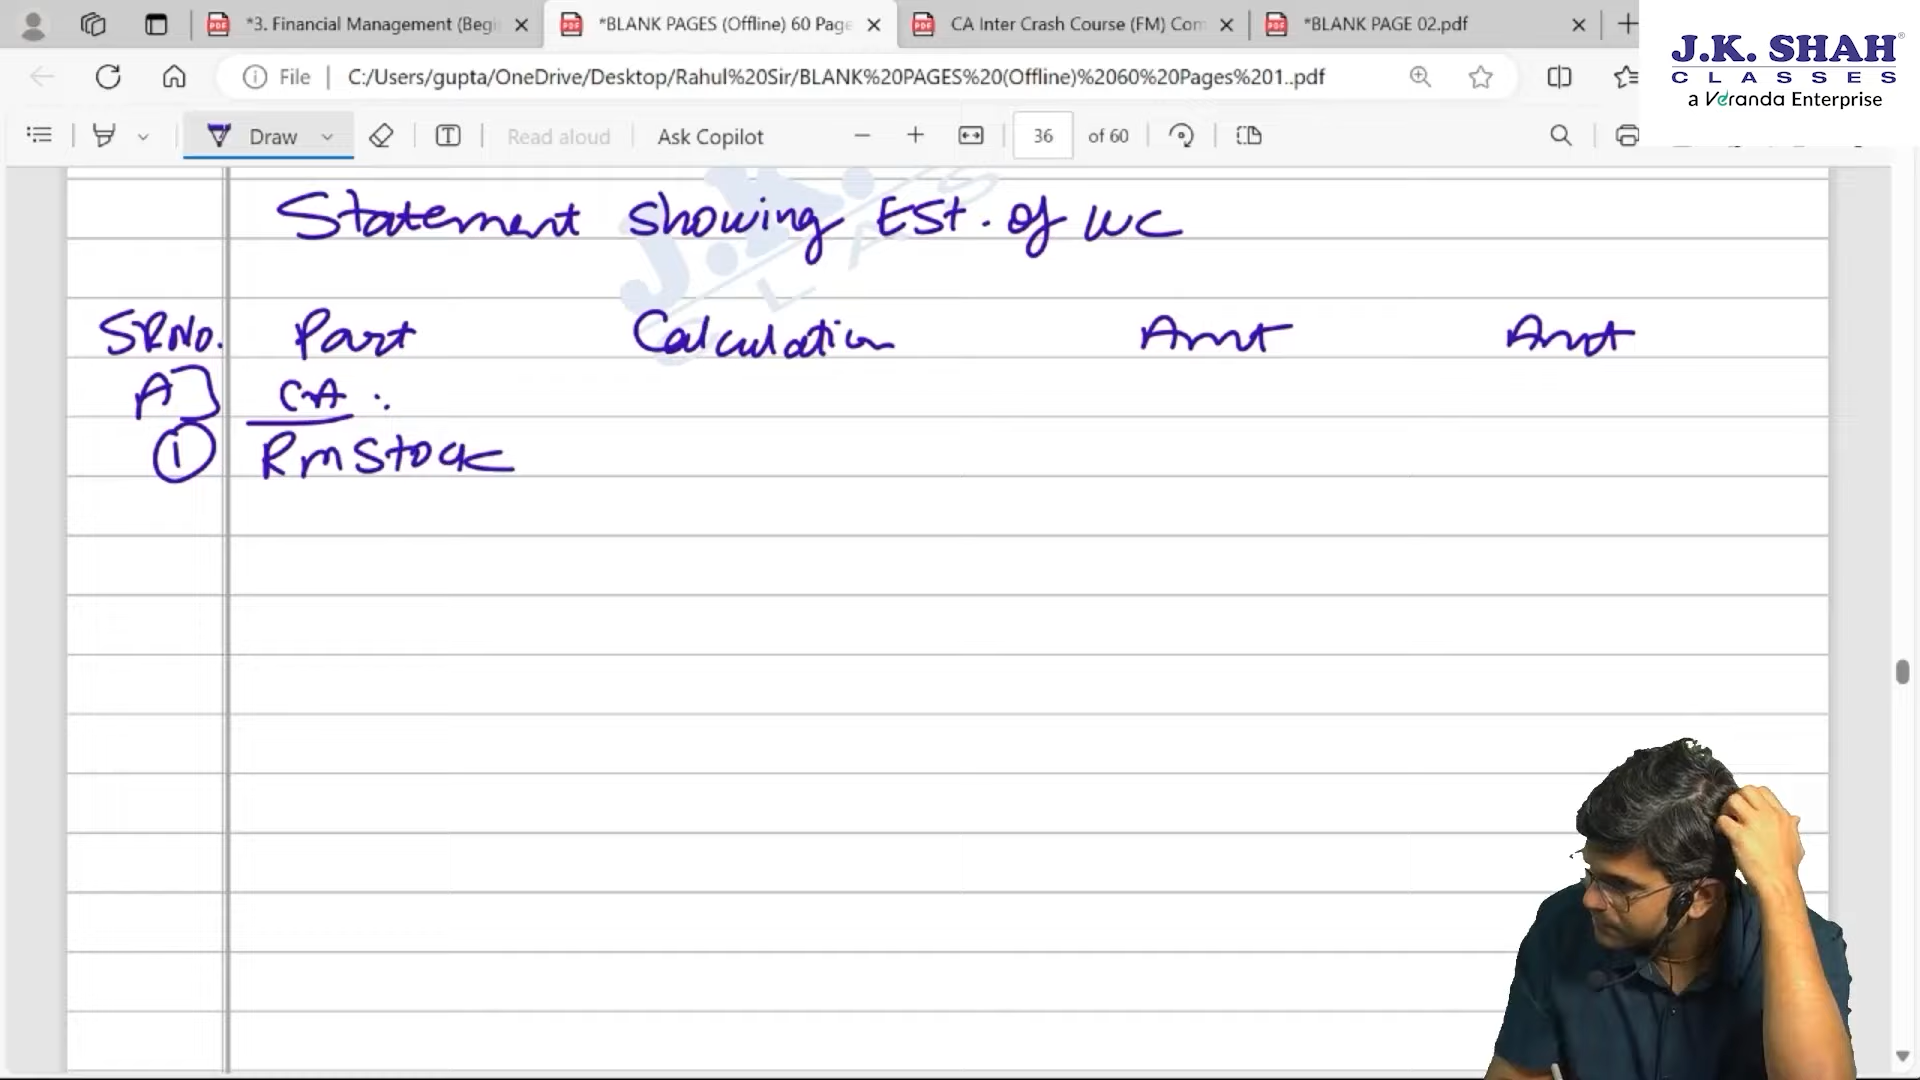 *3. Financial Management (Begi
*BLANK PAGES (Offline) 60 Page
CA Inter Crash Course (FM) Com
*BLANK PAGE 02.pdf
J.K. SHAH®
CLASSES
a Veranda Enterprise
File
C:/Users/gupta/OneDrive/Desktop/Rahul%20Sir/BLANK%20PAGES%20(Offline)%2060%20Pages%201..pdf
Draw
Read aloud
Ask Copilot
36 of 60
Statement Showing Est. of WC
SRNo. Part Calculation Amt Amt
A] CA :
① Rm Stock